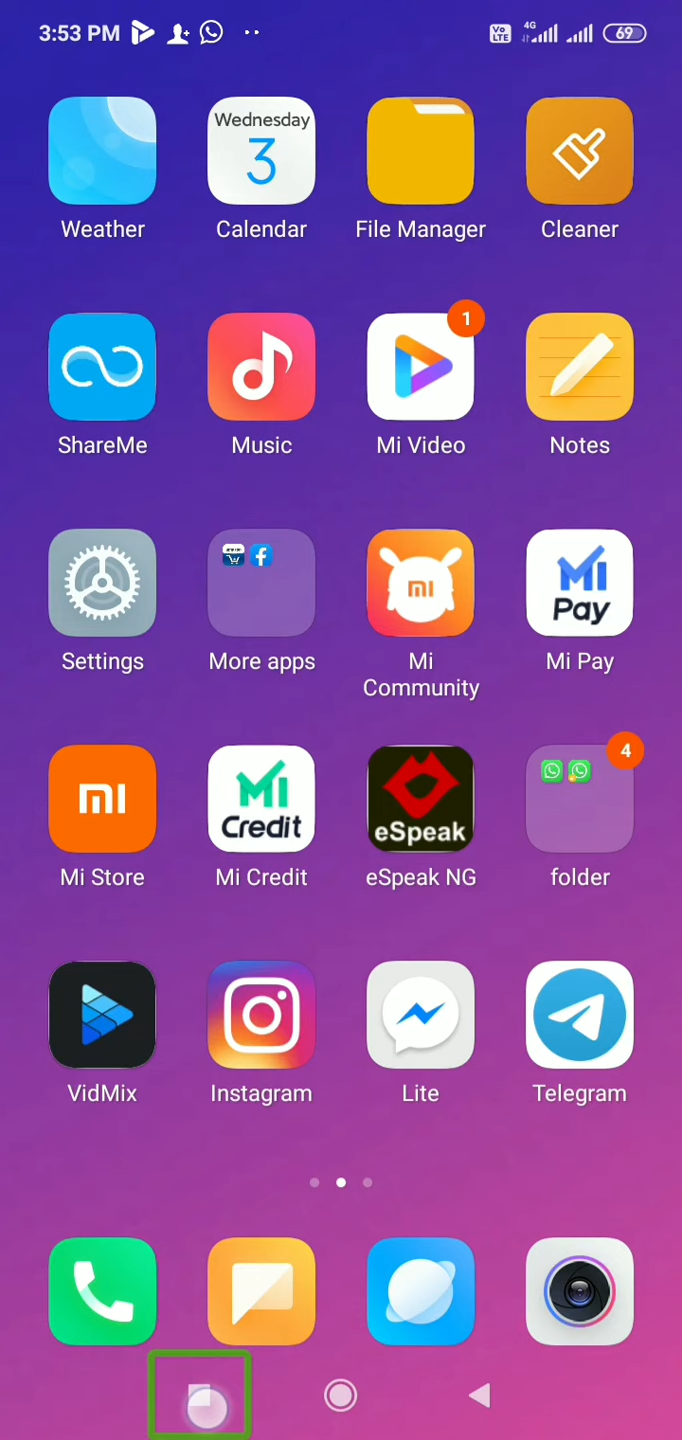 3:53 PM
Vo
LTE
4G
69
Wednesday
3
Weather
Calendar
File Manager
Cleaner
1
ShareMe
Music
Mi Video
Notes
mi
MI
Pay
Settings
More apps
Mi
Community
Mi Pay
4
mi
MI
Credit
eSpeak
Mi Store
Mi Credit
eSpeak NG
folder
VidMix
Instagram
Lite
Telegram